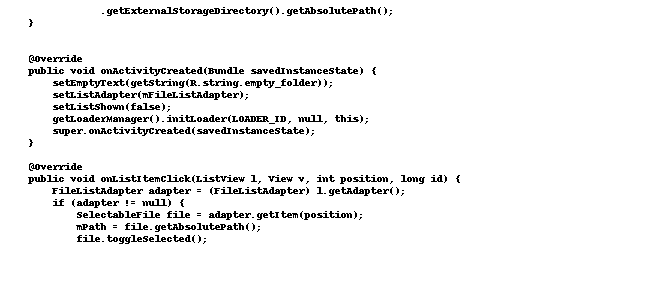 .getExternalStorageDirectory().getAbsolutePath();
}
@Override
public void onActivityCreated(Bundle savedInstanceState) {
setEmptyText(getString(R.string.empty_folder));
setListAdapter(mFileListAdapter);
setListShown(false);
getLoaderManager().initLoader(LOADER_ID, null, this);
super.onActivityCreated(savedInstanceState);
}
@Override
public void onListItemClick(ListView l, View v, int position, long id) {
FileListAdapter adapter = (FileListAdapter) l.getAdapter();
if (adapter != null) {
SelectableFile file = adapter.getItem(position);
mPath = file.getAbsolutePath();
file.toggleSelected();